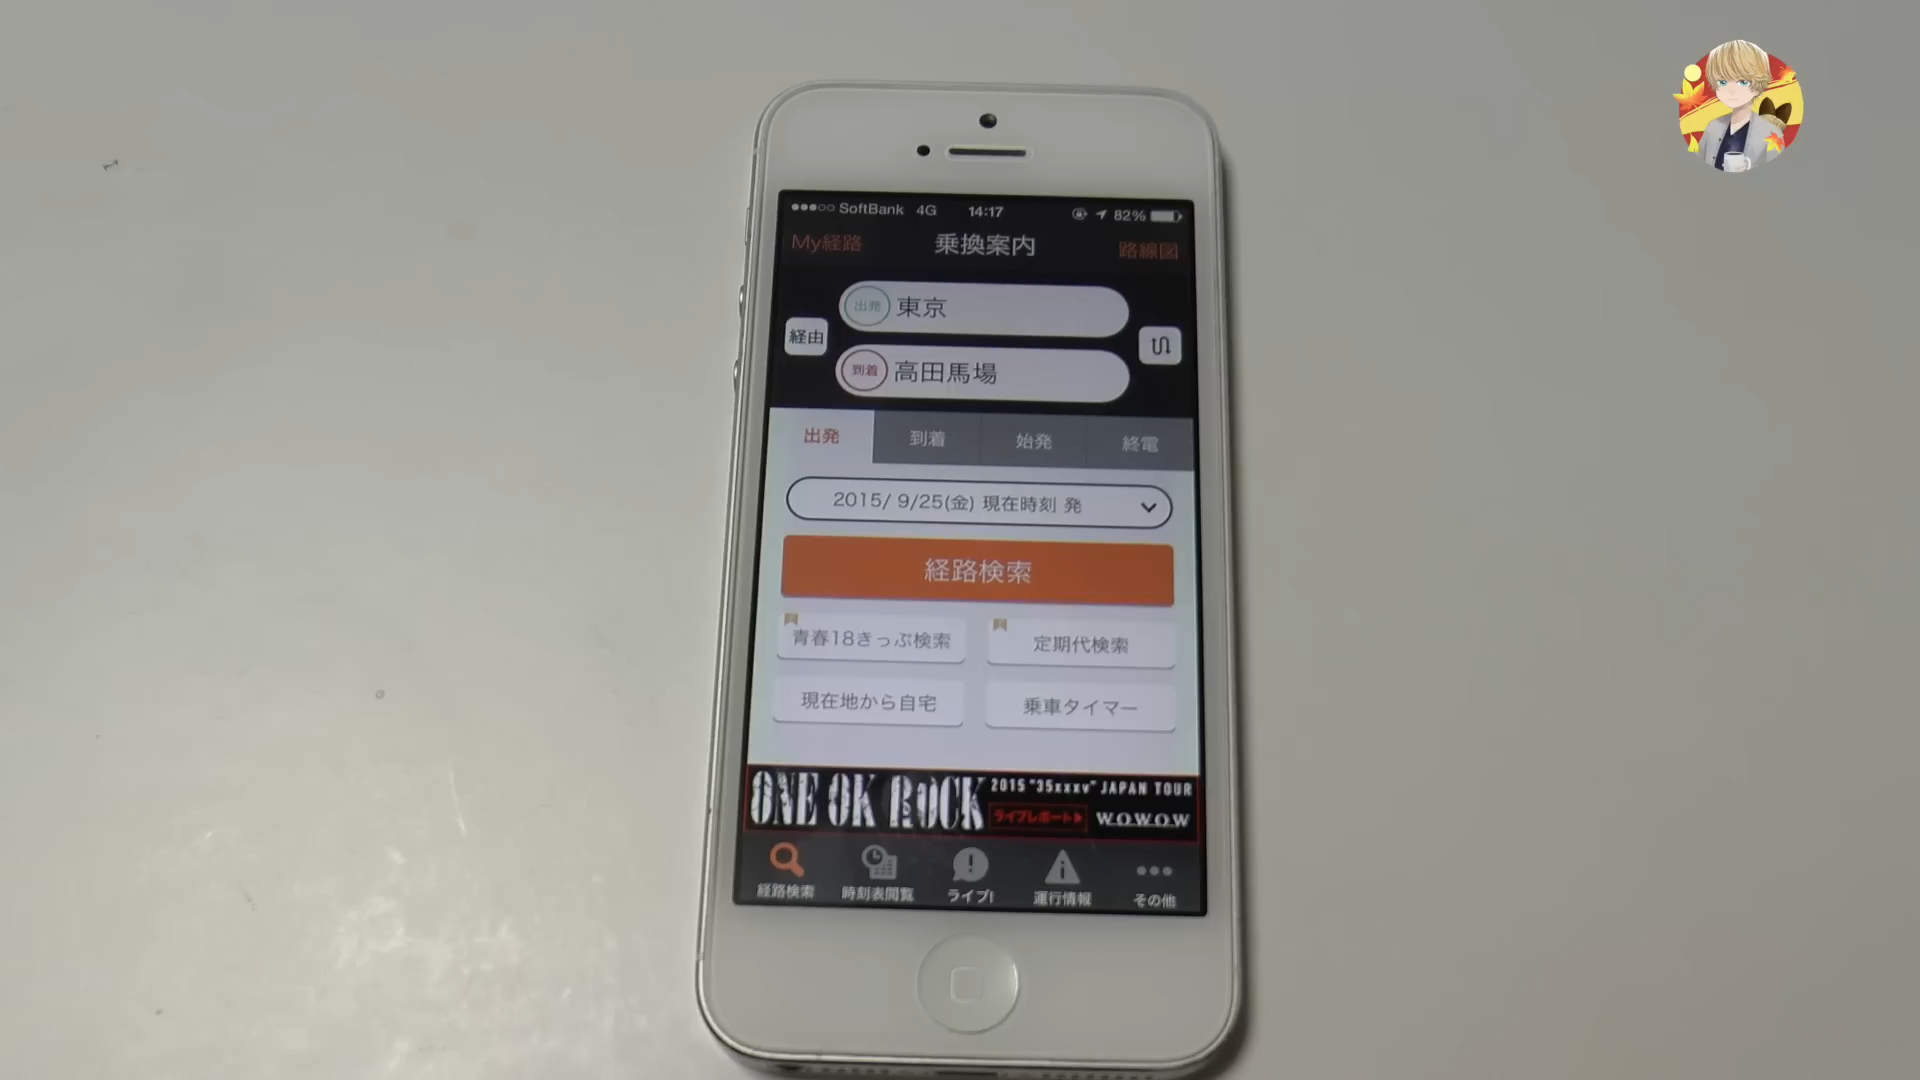 SoftBank 4G 14:17 82%
My経路 乗換案内 路線図
出発 東京
経由
到着 高田馬場
出発 到着 始発 終電
2015/ 9/25(金) 現在時刻 発
経路検索
青春18きっぷ検索 定期代検索
現在地から自宅 乗車タイマー
ONE OK ROCK 2015 "35xxxv" JAPAN TOUR
ライブレポート WOWOW
経路検索 時刻表閲覧 ライブ! 運行情報 その他